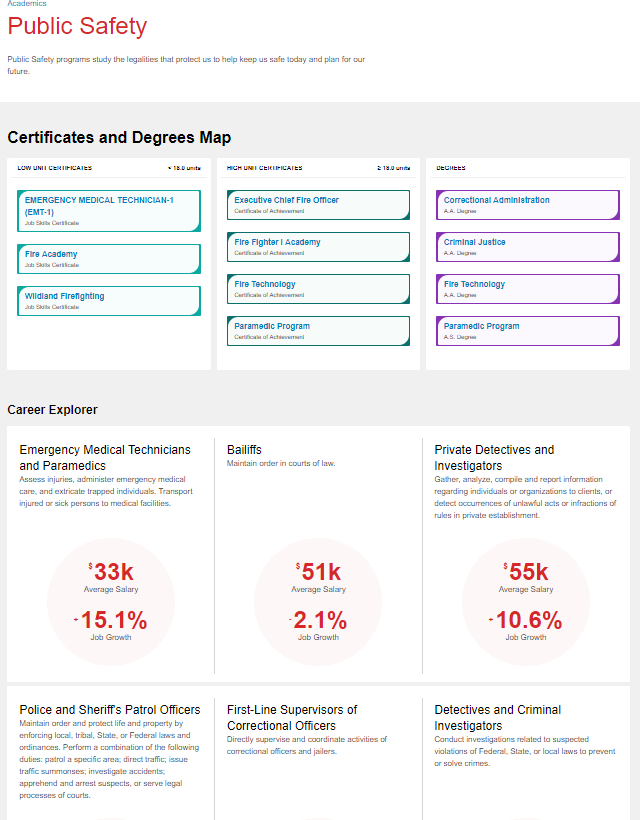 Academics
Public Safety
Public Safety programs study the legalities that protect us to help keep us safe today and plan for our
future.
Certificates and Degrees Map
LOW UNIT CERTIFICATES < 18.0 units
EMERGENCY MEDICAL TECHNICIAN-1
(EMT-1)
Job Skills Certificate
Fire Academy
Job Skills Certificate
Wildland Firefighting
Job Skills Certificate
HIGH UNIT CERTIFICATES ≥ 18.0 units
Executive Chief Fire Officer
Certificate of Achievement
Fire Fighter I Academy
Certificate of Achievement
Fire Technology
Certificate of Achievement
Paramedic Program
Certificate of Achievement
DEGREES
Correctional Administration
A.A. Degree
Criminal Justice
A.A. Degree
Fire Technology
A.A. Degree
Paramedic Program
A.S. Degree
Career Explorer
Emergency Medical Technicians
and Paramedics
Assess injuries, administer emergency medical
care, and extricate trapped individuals. Transport
injured or sick persons to medical facilities.
$33k
Average Salary
+15.1%
Job Growth
Bailiffs
Maintain order in courts of law.
$51k
Average Salary
-2.1%
Job Growth
Private Detectives and
Investigators
Gather, analyze, compile and report information
regarding individuals or organizations to clients, or
detect occurrences of unlawful acts or infractions of
rules in private establishment.
$55k
Average Salary
+10.6%
Job Growth
Police and Sheriff's Patrol Officers
Maintain order and protect life and property by
enforcing local, tribal, State, or Federal laws and
ordinances. Perform a combination of the following
duties: patrol a specific area; direct traffic; issue
traffic summonses; investigate accidents;
apprehend and arrest suspects, or serve legal
processes of courts.
First-Line Supervisors of
Correctional Officers
Directly supervise and coordinate activities of
correctional officers and jailers.
Detectives and Criminal
Investigators
Conduct investigations related to suspected
violations of Federal, State, or local laws to prevent
or solve crimes.